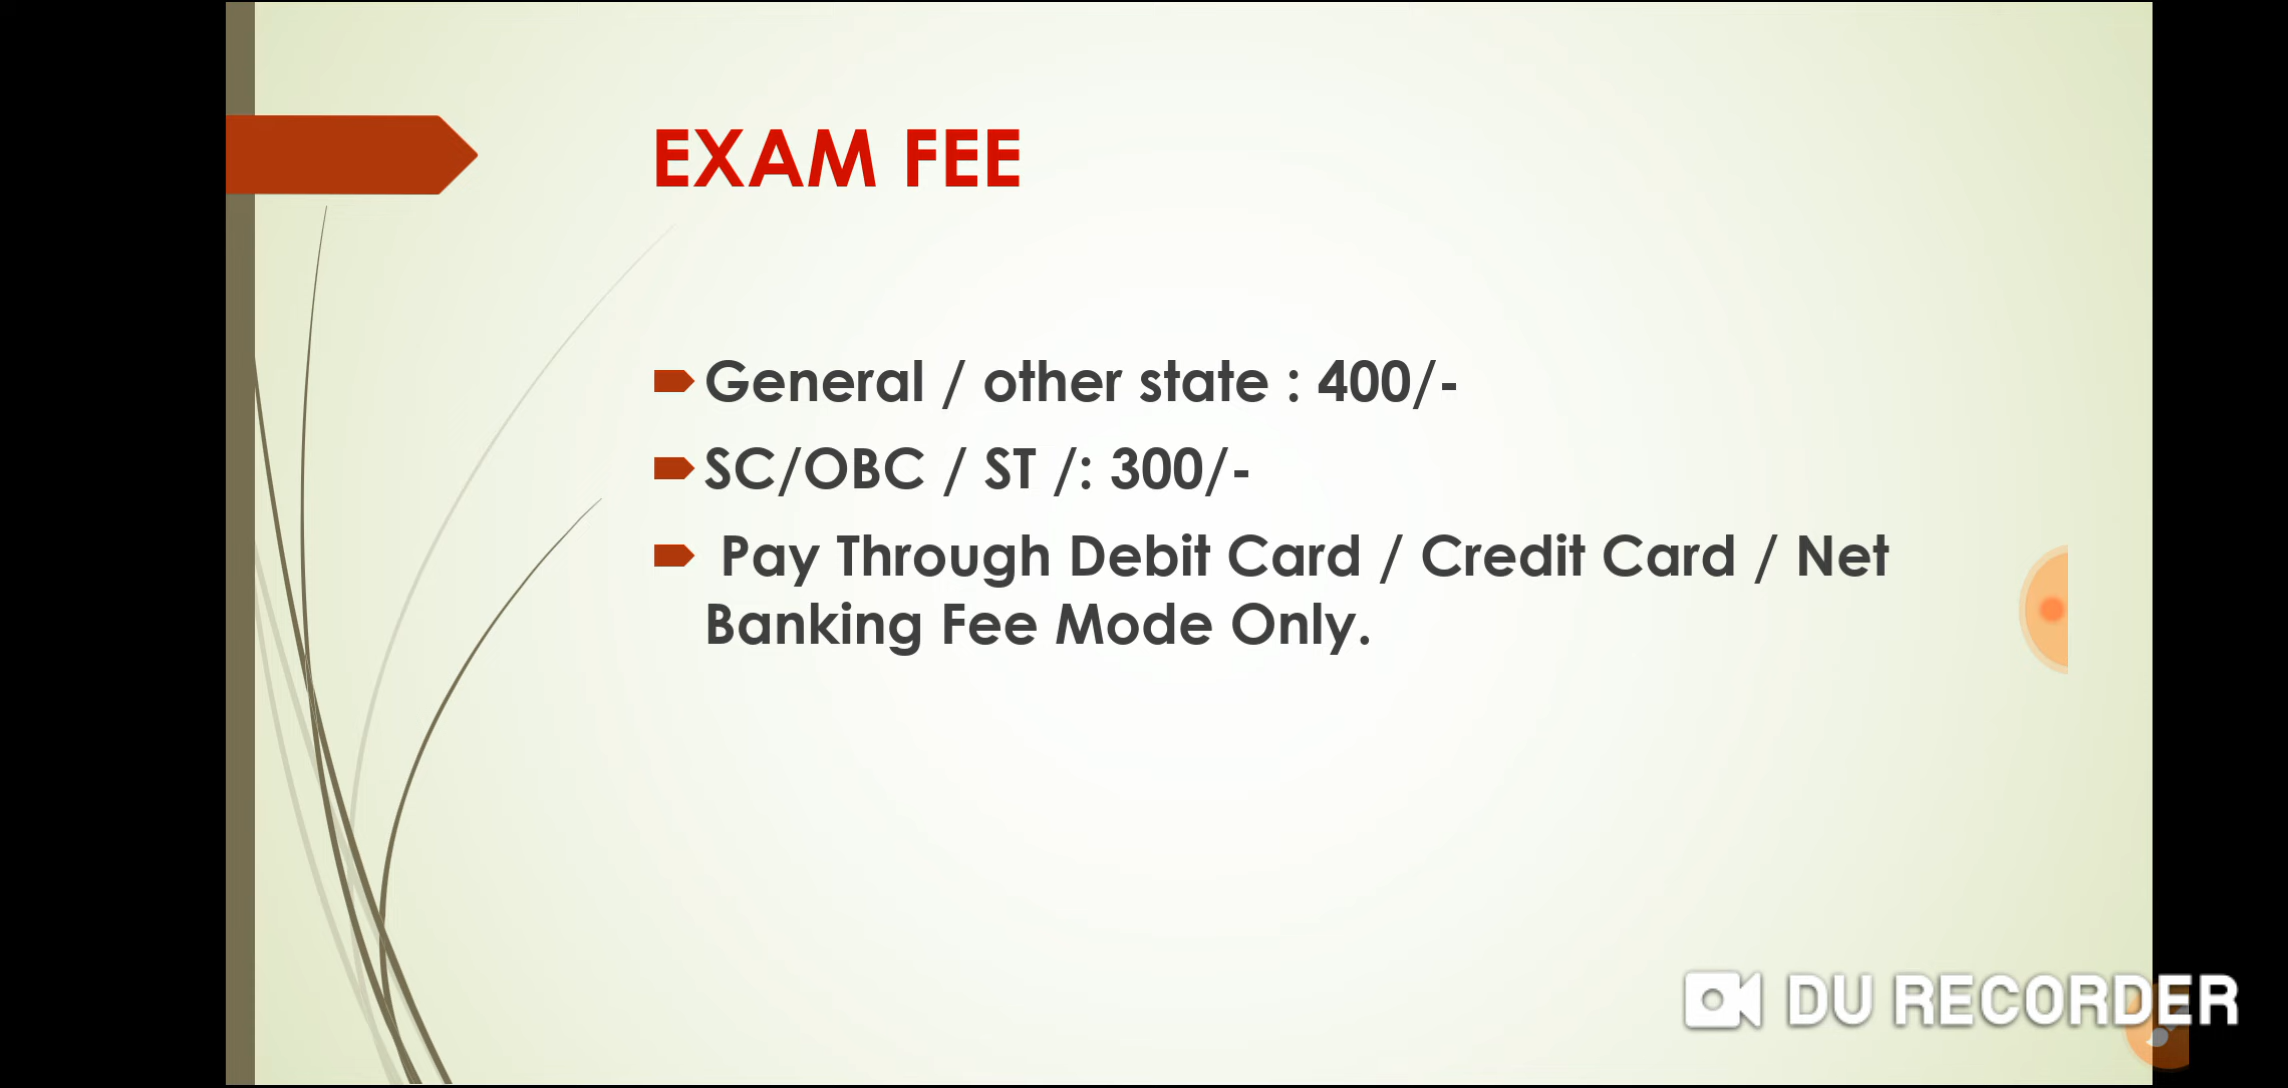 EXAM FEE
General / other state : 400/-
SC/OBC / ST /: 300/-
Pay Through Debit Card / Credit Card / Net
Banking Fee Mode Only.
DU RECORDER